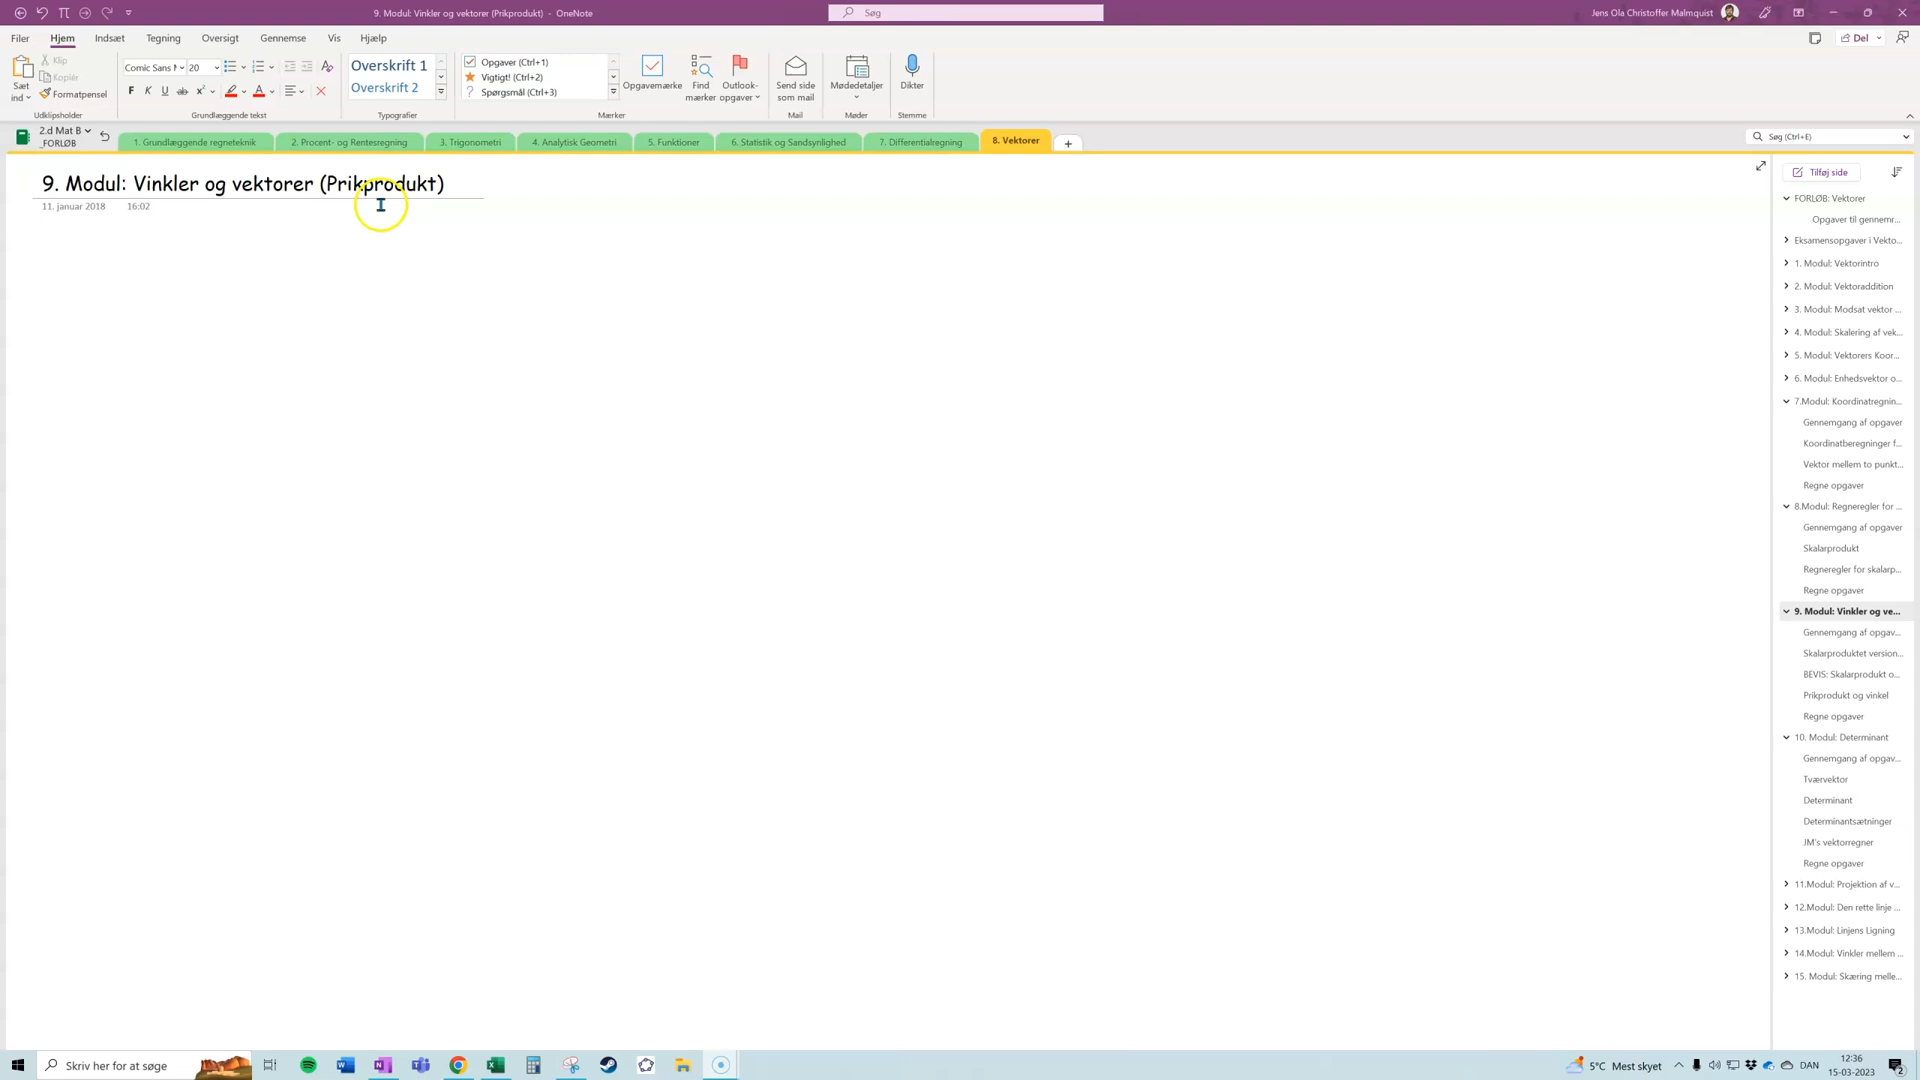 9. Modul: Vinkler og vektorer (Prikprodukt) - OneNote
Søg
Jens Ola Christoffer Malmquist
Filer
Hjem
Indsæt
Tegning
Oversigt
Gennemse
Vis
Hjælp
Del
Sæt
ind
Klip
Kopiér
Formatpensel
Udklipsholder
Comic Sans M
20
F K U ab x²
Grundlæggende tekst
Overskrift 1
Overskrift 2
Typografier
Opgaver (Ctrl+1)
Vigtigt! (Ctrl+2)
Spørgsmål (Ctrl+3)
Opgavemærke
Find
mærker
Outlook-
opgaver
Mærker
Send side
som mail
Mail
Mødedetaljer
Møder
Dikter
Stemme
2.d Mat B
_FORLØB
1. Grundlæggende regneteknik
2. Procent- og Rentesregning
3. Trigonometri
4. Analytisk Geometri
5. Funktioner
6. Statistik og Sandsynlighed
7. Differentialregning
8. Vektorer
+
Søg (Ctrl+E)
9. Modul: Vinkler og vektorer (Prikprodukt)
11. januar 2018 16:02
Tilføj side
FORLØB: Vektorer
Opgaver til gennemr...
Eksamensopgaver i Vekto...
1. Modul: Vektorintro
2. Modul: Vektoraddition
3. Modul: Modsat vektor ...
4. Modul: Skalering af vek...
5. Modul: Vektorers Koor...
6. Modul: Enhedsvektor o...
7.Modul: Koordinatregnin...
Gennemgang af opgaver
Koordinatberegninger f...
Vektor mellem to punkt...
Regne opgaver
8.Modul: Regneregler for ...
Gennemgang af opgaver
Skalarprodukt
Regneregler for skalarp...
Regne opgaver
9. Modul: Vinkler og ve...
Gennemgang af opgav...
Skalarproduktet version...
BEVIS: Skalarprodukt o...
Prikprodukt og vinkel
Regne opgaver
10. Modul: Determinant
Gennemgang af opgav...
Tværvektor
Determinant
Determinantsætninger
JM's vektorregner
Regne opgaver
11.Modul: Projektion af v...
12.Modul: Den rette linje ...
13.Modul: Linjens Ligning
14.Modul: Vinkler mellem ...
15. Modul: Skæring melle...
Skriv her for at søge
5°C Mest skyet
DAN
12:36
15-03-2023
2